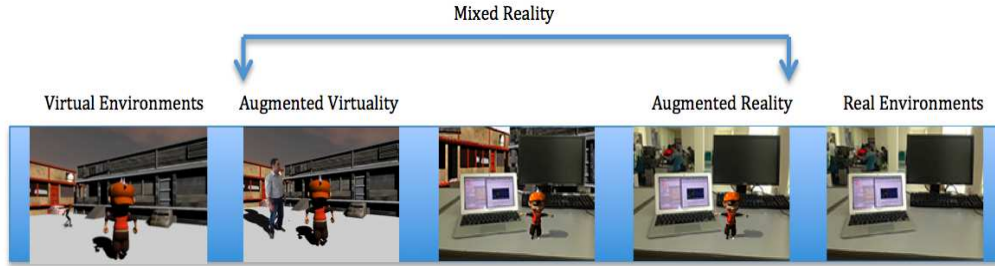 Mixed Reality
Virtual Environments
Augmented Virtuality
Augmented Reality
Real Environments